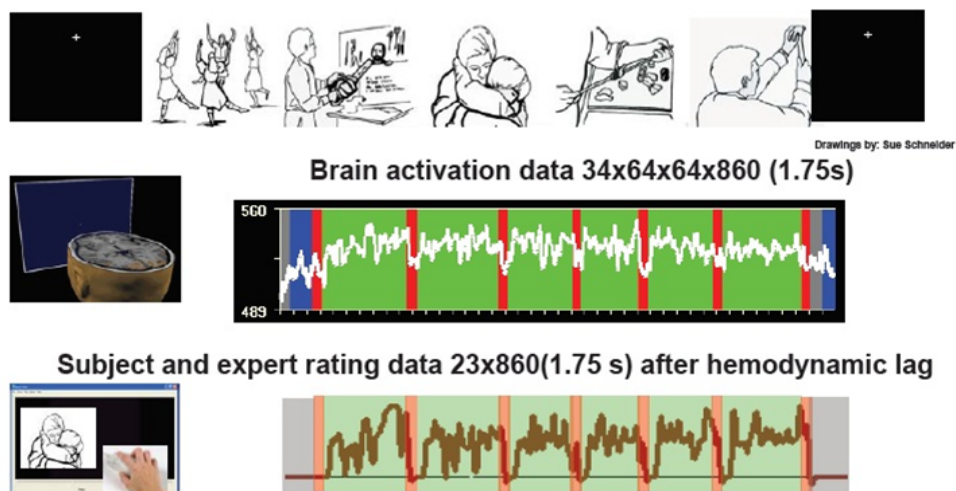 Drawings by: Sue Schneider
Brain activation data 34x64x64x860 (1.75s)
560
489
Subject and expert rating data 23x860(1.75 s) after hemodynamic lag